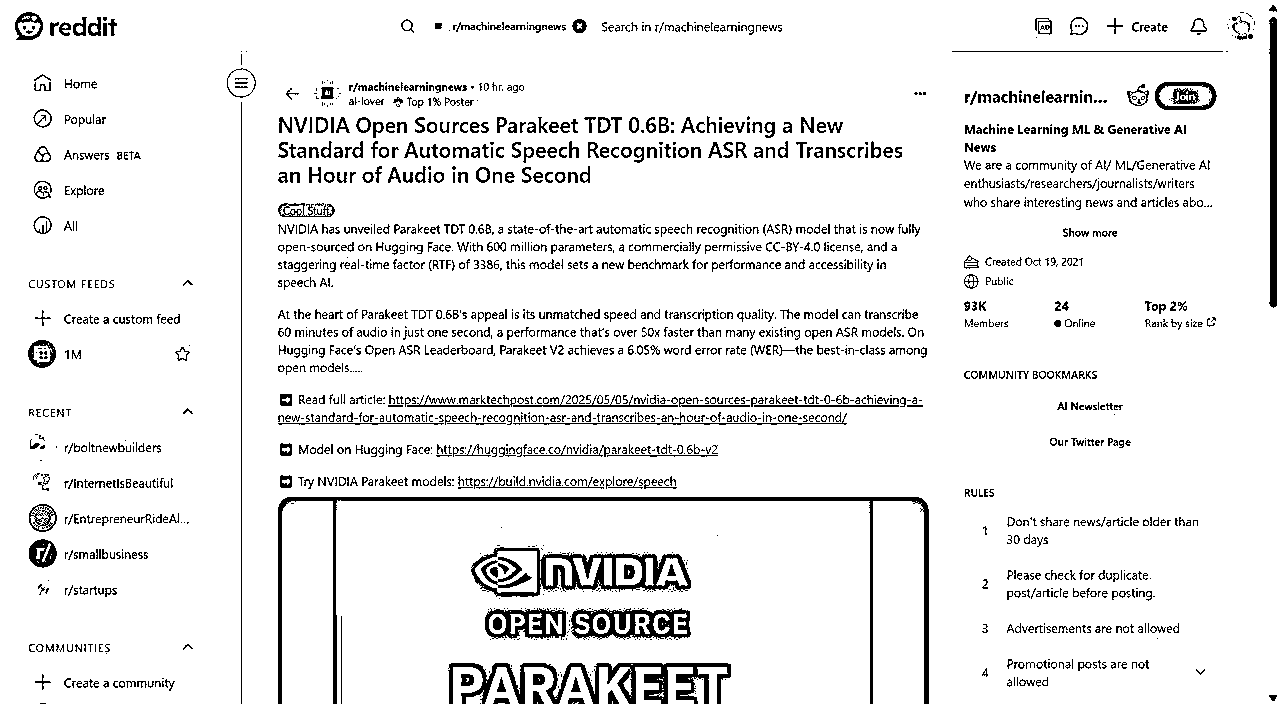 reddit
r/machinelearningnews Search in r/machinelearningnews
Create
Home
Popular
Answers BETA
Explore
All
CUSTOM FEEDS
Create a custom feed
1M
RECENT
r/boltnewbuilders
r/InternetIsBeautiful
r/EntrepreneurRideAl...
r/smallbusiness
r/startups
COMMUNITIES
Create a community
r/machinelearningnews • 10 hr. ago
ai-lover Top 1% Poster
NVIDIA Open Sources Parakeet TDT 0.6B: Achieving a New
Standard for Automatic Speech Recognition ASR and Transcribes
an Hour of Audio in One Second
Cool Stuff
NVIDIA has unveiled Parakeet TDT 0.6B, a state-of-the-art automatic speech recognition (ASR) model that is now fully
open-sourced on Hugging Face. With 600 million parameters, a commercially permissive CC-BY-4.0 license, and a
staggering real-time factor (RTF) of 3386, this model sets a new benchmark for performance and accessibility in
speech AI.
At the heart of Parakeet TDT 0.6B's appeal is its unmatched speed and transcription quality. The model can transcribe
60 minutes of audio in just one second, a performance that's over 50x faster than many existing open ASR models. On
Hugging Face's Open ASR Leaderboard, Parakeet V2 achieves a 6.05% word error rate (WER)—the best-in-class among
open models.....
➡ Read full article: https://www.marktechpost.com/2025/05/05/nvidia-open-sources-parakeet-tdt-0-6b-achieving-a-
new-standard-for-automatic-speech-recognition-asr-and-transcribes-an-hour-of-audio-in-one-second/
➡ Model on Hugging Face: https://huggingface.co/nvidia/parakeet-tdt-0.6b-v2
➡ Try NVIDIA Parakeet models: https://build.nvidia.com/explore/speech
NVIDIA
OPEN SOURCE
PARAKEET
r/machinelearnin... Join
Machine Learning ML & Generative AI
News
We are a community of AI/ ML/Generative AI
enthusiasts/researchers/journalists/writers
who share interesting news and articles abo...
Show more
Created Oct 19, 2021
Public
93K 24 Top 2%
Members Online Rank by size
COMMUNITY BOOKMARKS
AI Newsletter
Our Twitter Page
RULES
1 Don't share news/article older than
30 days
2 Please check for duplicate.
post/article before posting.
3 Advertisements are not allowed
4 Promotional posts are not
allowed